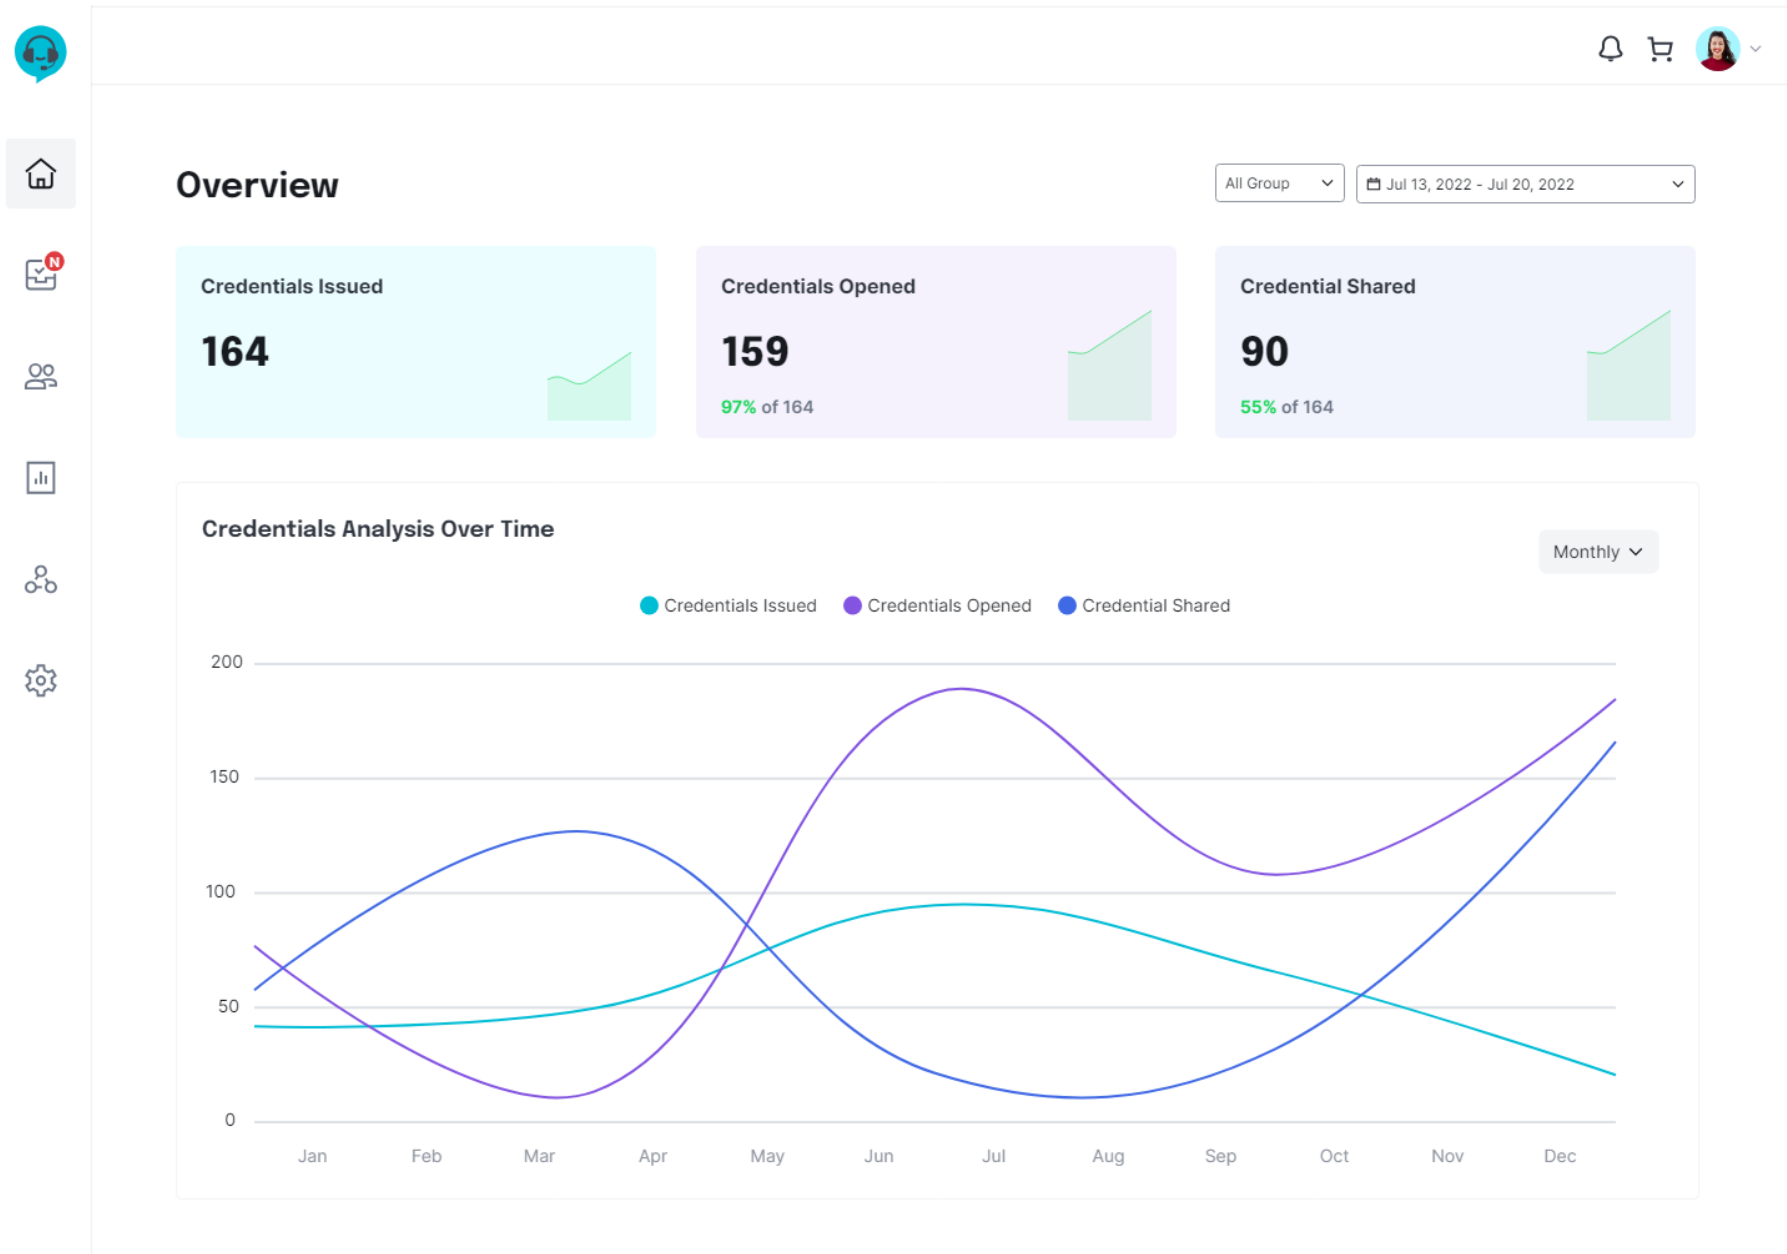 Overview
All Group
Jul 13, 2022 - Jul 20, 2022
N
Credentials Issued
164
Credentials Opened
159
97% of 164
Credential Shared
90
55% of 164
Credentials Analysis Over Time
Monthly
Credentials Issued Credentials Opened Credential Shared
200
150
100
50
0
Jan Feb Mar Apr May Jun Jul Aug Sep Oct Nov Dec